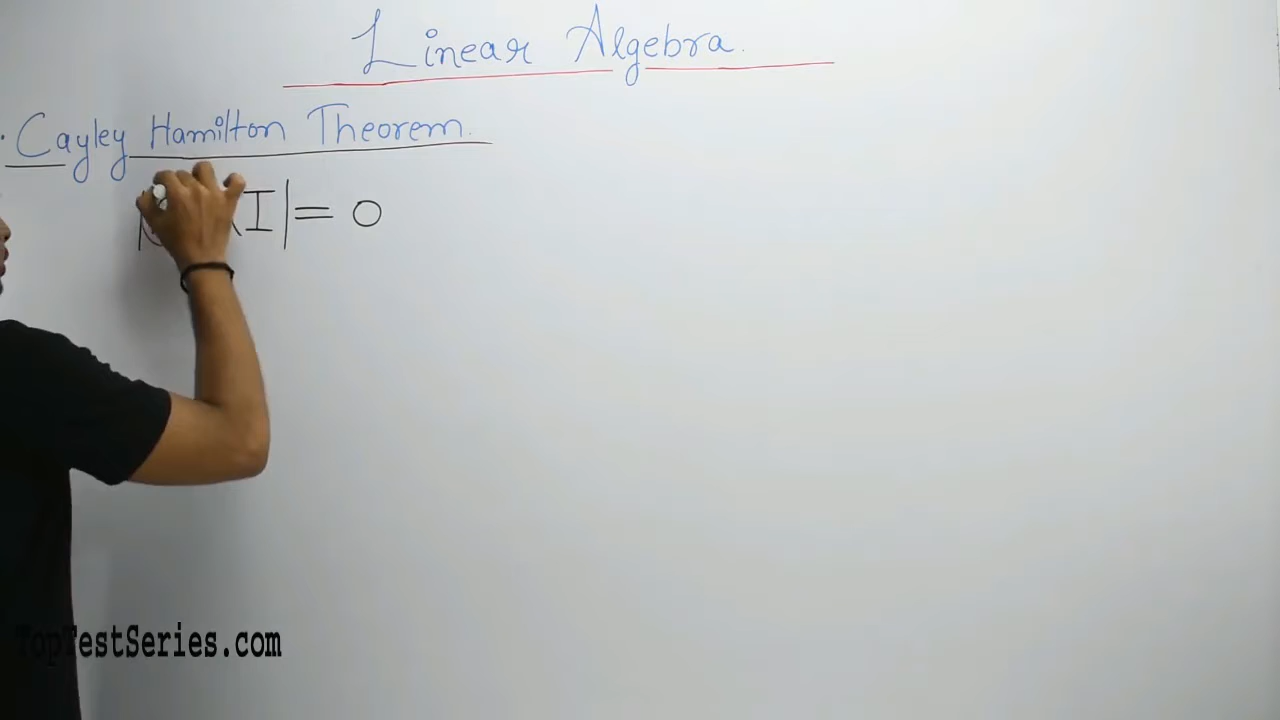 Linear Algebra.
Cayley Hamilton Theorem.
I| = 0
TopTestSeries.com